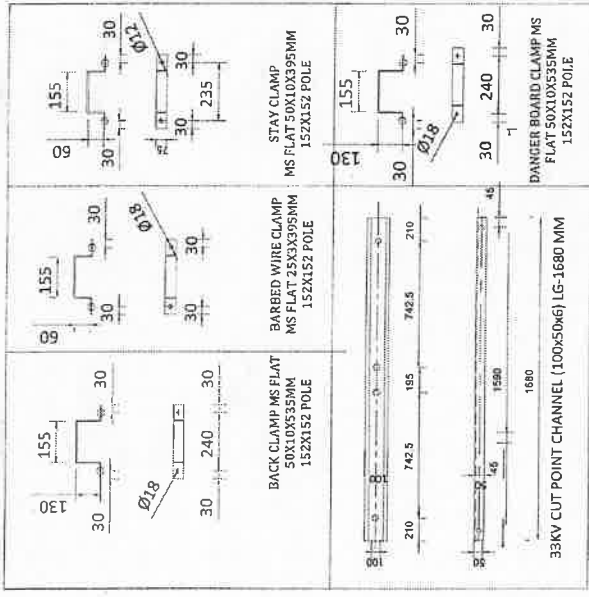 155
130
30
30
Ø18
30
240
30
BACK CLAMP MS FLAT
50X10X535MM
152X152 POLE
155
60
30
30
Ø18
30
30
BARBED WIRE CLAMP
MS FLAT 25X3X395MM
152X152 POLE
155
60
30
30
Ø12
75
30
235
30
STAY CLAMP
MS FLAT 50X10X395MM
152X152 POLE
100
18
210
742.5
195
742.5
210
50
45
1590
45
1680
33KV CUT POINT CHANNEL (100x50x6) LG-1680 MM
155
130
30
Ø18
30
240
30
DANGER BOARD CLAMP MS
FLAT 50X10X535MM
152X152 POLE